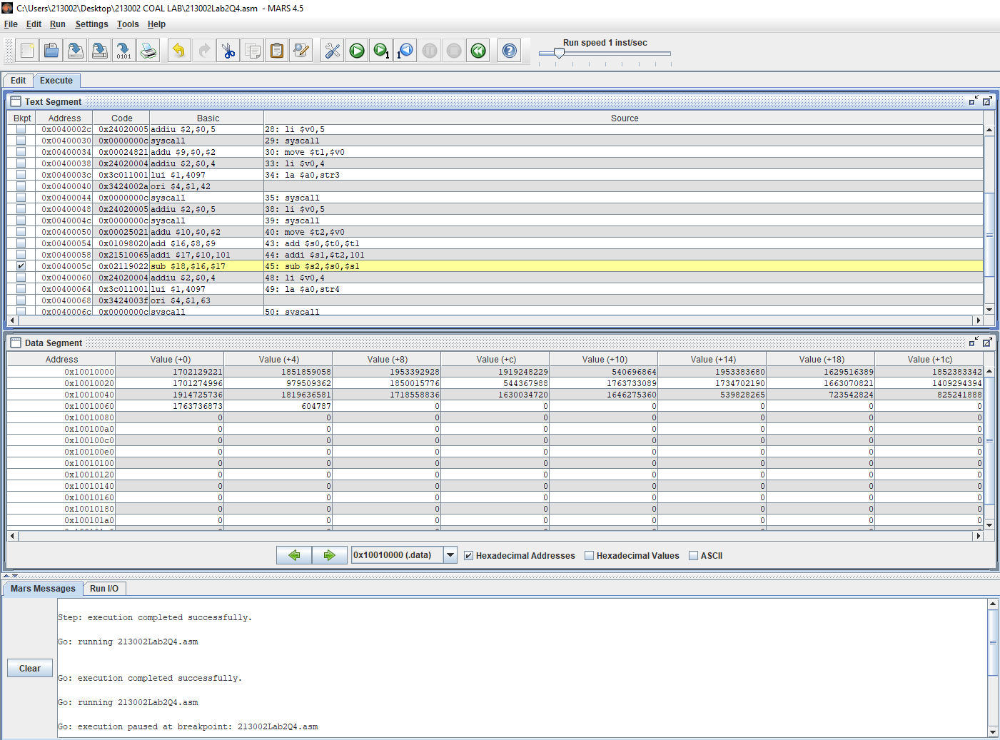 C:\Users\213002\Desktop\213002 COAL LAB\213002Lab2Q4.asm - MARS 4.5
File Edit Run Settings Tools Help
Run speed 1 inst/sec
Edit Execute
Text Segment
Bkpt Address Code Basic Source
0x0040002c 0x24020005 addiu $2,$0,5 28: li $v0,5
0x00400030 0x0000000c syscall 29: syscall
0x00400034 0x00024821 addu $9,$0,$2 30: move $t1,$v0
0x00400038 0x24020004 addiu $2,$0,4 33: li $v0,4
0x0040003c 0x3c011001 lui $1,4097 34: la $a0,str3
0x00400040 0x3424002a ori $4,$1,42
0x00400044 0x0000000c syscall 35: syscall
0x00400048 0x24020005 addiu $2,$0,5 38: li $v0,5
0x0040004c 0x0000000c syscall 39: syscall
0x00400050 0x00025021 addu $10,$0,$2 40: move $t2,$v0
0x00400054 0x01098020 add $16,$8,$9 43: add $s0,$t0,$t1
0x00400058 0x21510065 addi $17,$10,101 44: addi $s1,$t2,101
0x0040005c 0x02119022 sub $18,$16,$17 45: sub $s2,$s0,$s1
0x00400060 0x24020004 addiu $2,$0,4 48: li $v0,4
0x00400064 0x3c011001 lui $1,4097 49: la $a0,str4
0x00400068 0x3424003f ori $4,$1,63
0x0040006c 0x0000000c syscall 50: syscall
Data Segment
Address Value (+0) Value (+4) Value (+8) Value (+c) Value (+10) Value (+14) Value (+18) Value (+1c)
0x10010000 1702129221 1851859058 1953392928 1919248229 540696864 1953383680 1629516389 1852383342
0x10010020 1701274996 979509362 1850015776 544367988 1763733089 1734702190 1663070821 1409294394
0x10010040 1914725736 1819636581 1718558836 1630034720 1646275360 539828265 723542824 825241888
0x10010060 1763736873 604787 0 0 0 0 0 0
0x10010080 0 0 0 0 0 0 0 0
0x100100a0 0 0 0 0 0 0 0 0
0x100100c0 0 0 0 0 0 0 0 0
0x100100e0 0 0 0 0 0 0 0 0
0x10010100 0 0 0 0 0 0 0 0
0x10010120 0 0 0 0 0 0 0 0
0x10010140 0 0 0 0 0 0 0 0
0x10010160 0 0 0 0 0 0 0 0
0x10010180 0 0 0 0 0 0 0 0
0x100101a0 0 0 0 0 0 0 0 0
0x10010000 (.data) Hexadecimal Addresses Hexadecimal Values ASCII
Mars Messages Run I/O
Step: execution completed successfully.
Go: running 213002Lab2Q4.asm
Clear
Go: execution completed successfully.
Go: running 213002Lab2Q4.asm
Go: execution paused at breakpoint: 213002Lab2Q4.asm